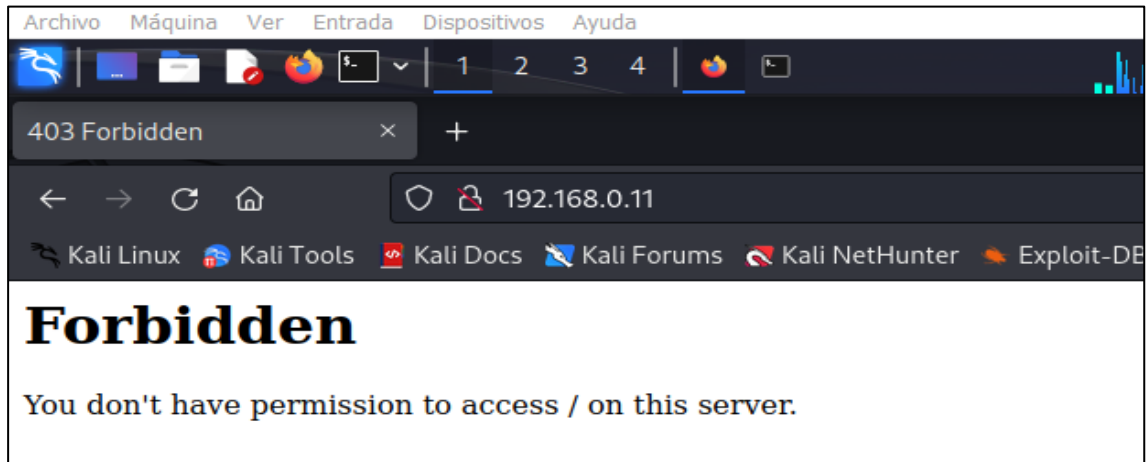 Archivo Máquina Ver Entrada Dispositivos Ayuda
1 2 3 4
403 Forbidden
192.168.0.11
Kali Linux Kali Tools Kali Docs Kali Forums Kali NetHunter Exploit-DB
Forbidden
You don't have permission to access / on this server.